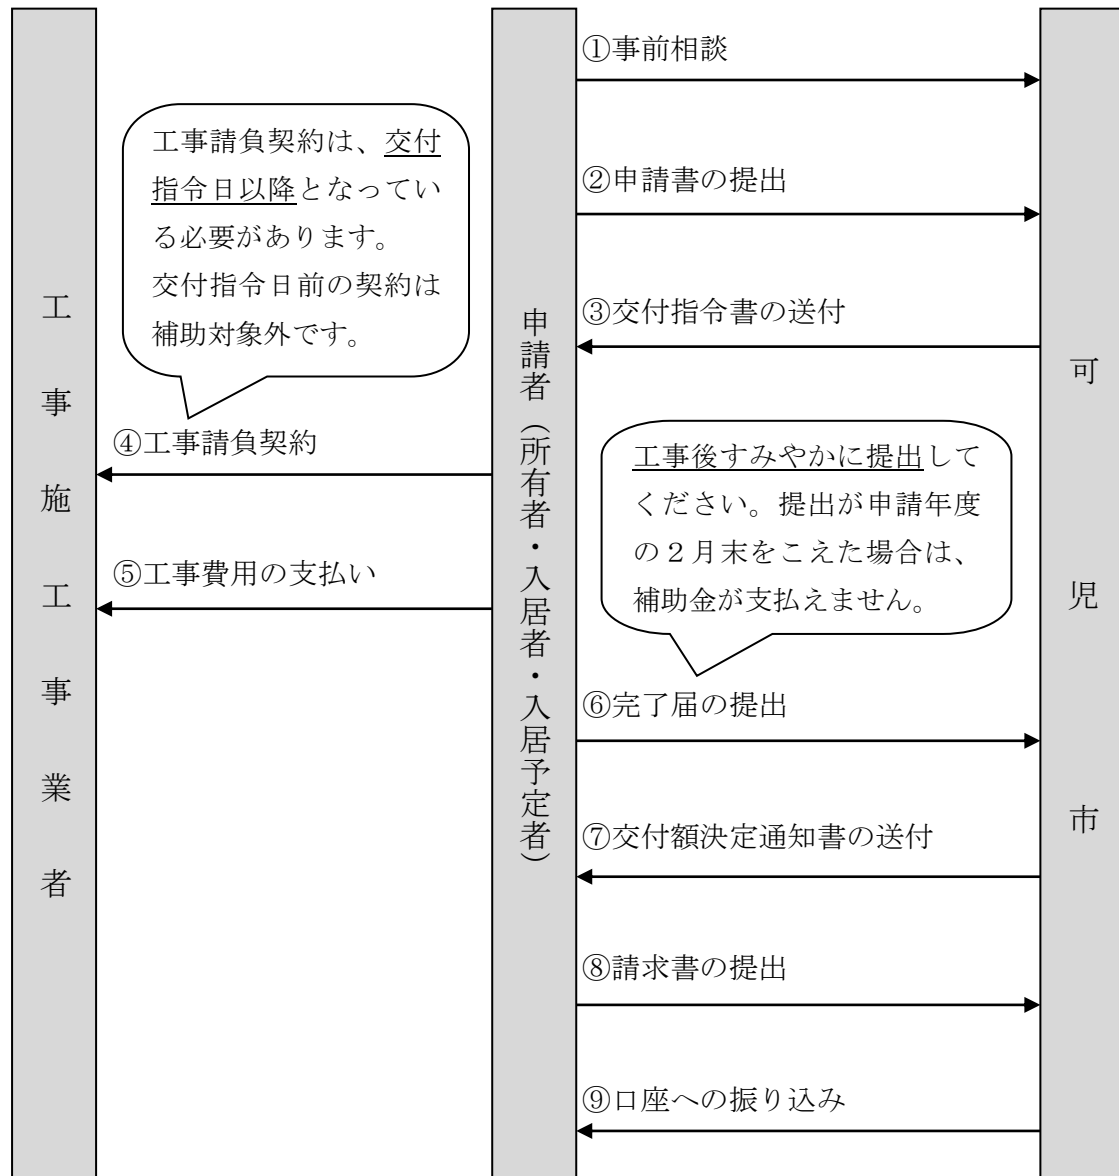 工事施工事業者
申請者（所有者・入居者・入居予定者）
可児市
①事前相談
②申請書の提出
③交付指令書の送付
工事請負契約は、交付
指令日以降となってい
る必要があります。
交付指令日前の契約は
補助対象外です。
④工事請負契約
⑤工事費用の支払い
工事後すみやかに提出して
ください。提出が申請年度
の２月末をこえた場合は、
補助金が支払えません。
⑥完了届の提出
⑦交付額決定通知書の送付
⑧請求書の提出
⑨口座への振り込み